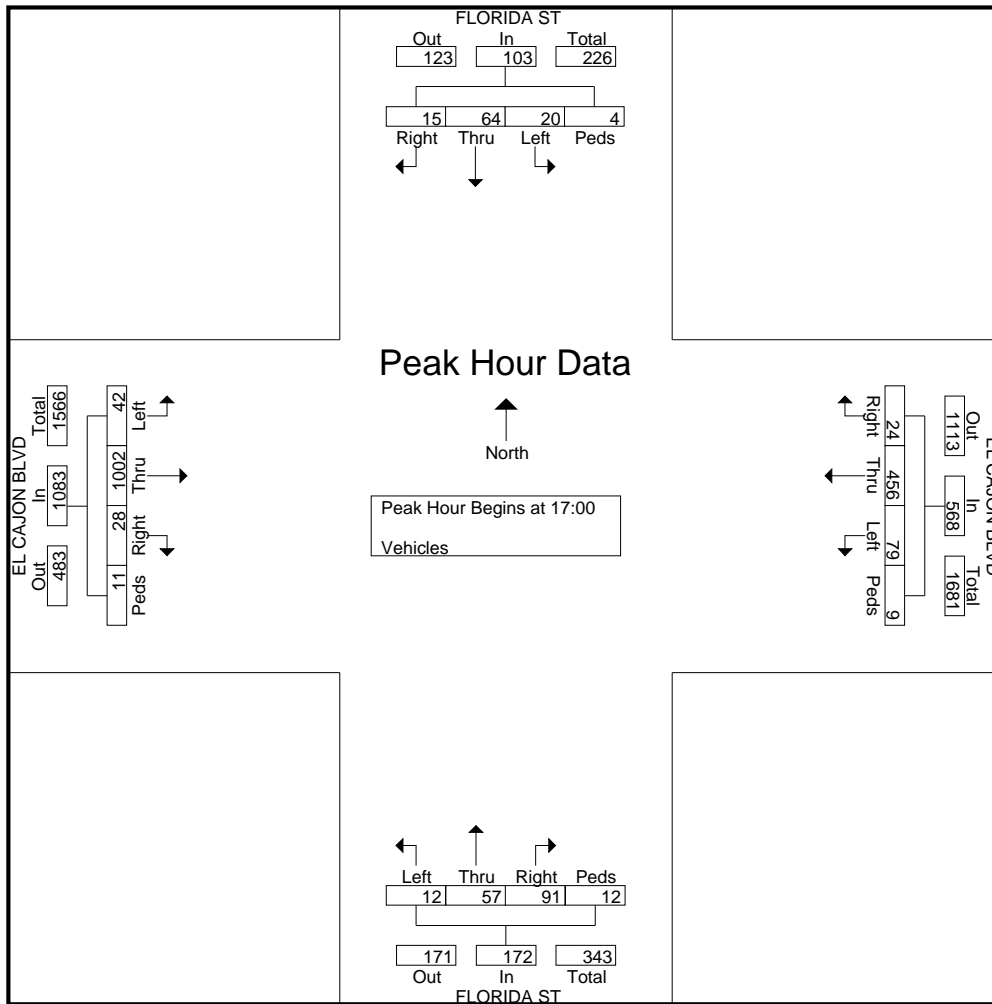 FLORIDA ST
Out In Total
123 103 226
15 64 20 4
Right Thru Left Peds
Peak Hour Data
North
Peak Hour Begins at 17:00
Vehicles
EL CAJON BLVD
Out In Total
483 1083 1566
42 1002 28 11
Left Thru Right Peds
EL CAJON BLVD
Out In Total
1113 568 1681
24 456 79 9
Right Thru Left Peds
Left Thru Right Peds
12 57 91 12
171 172 343
Out In Total
FLORIDA ST